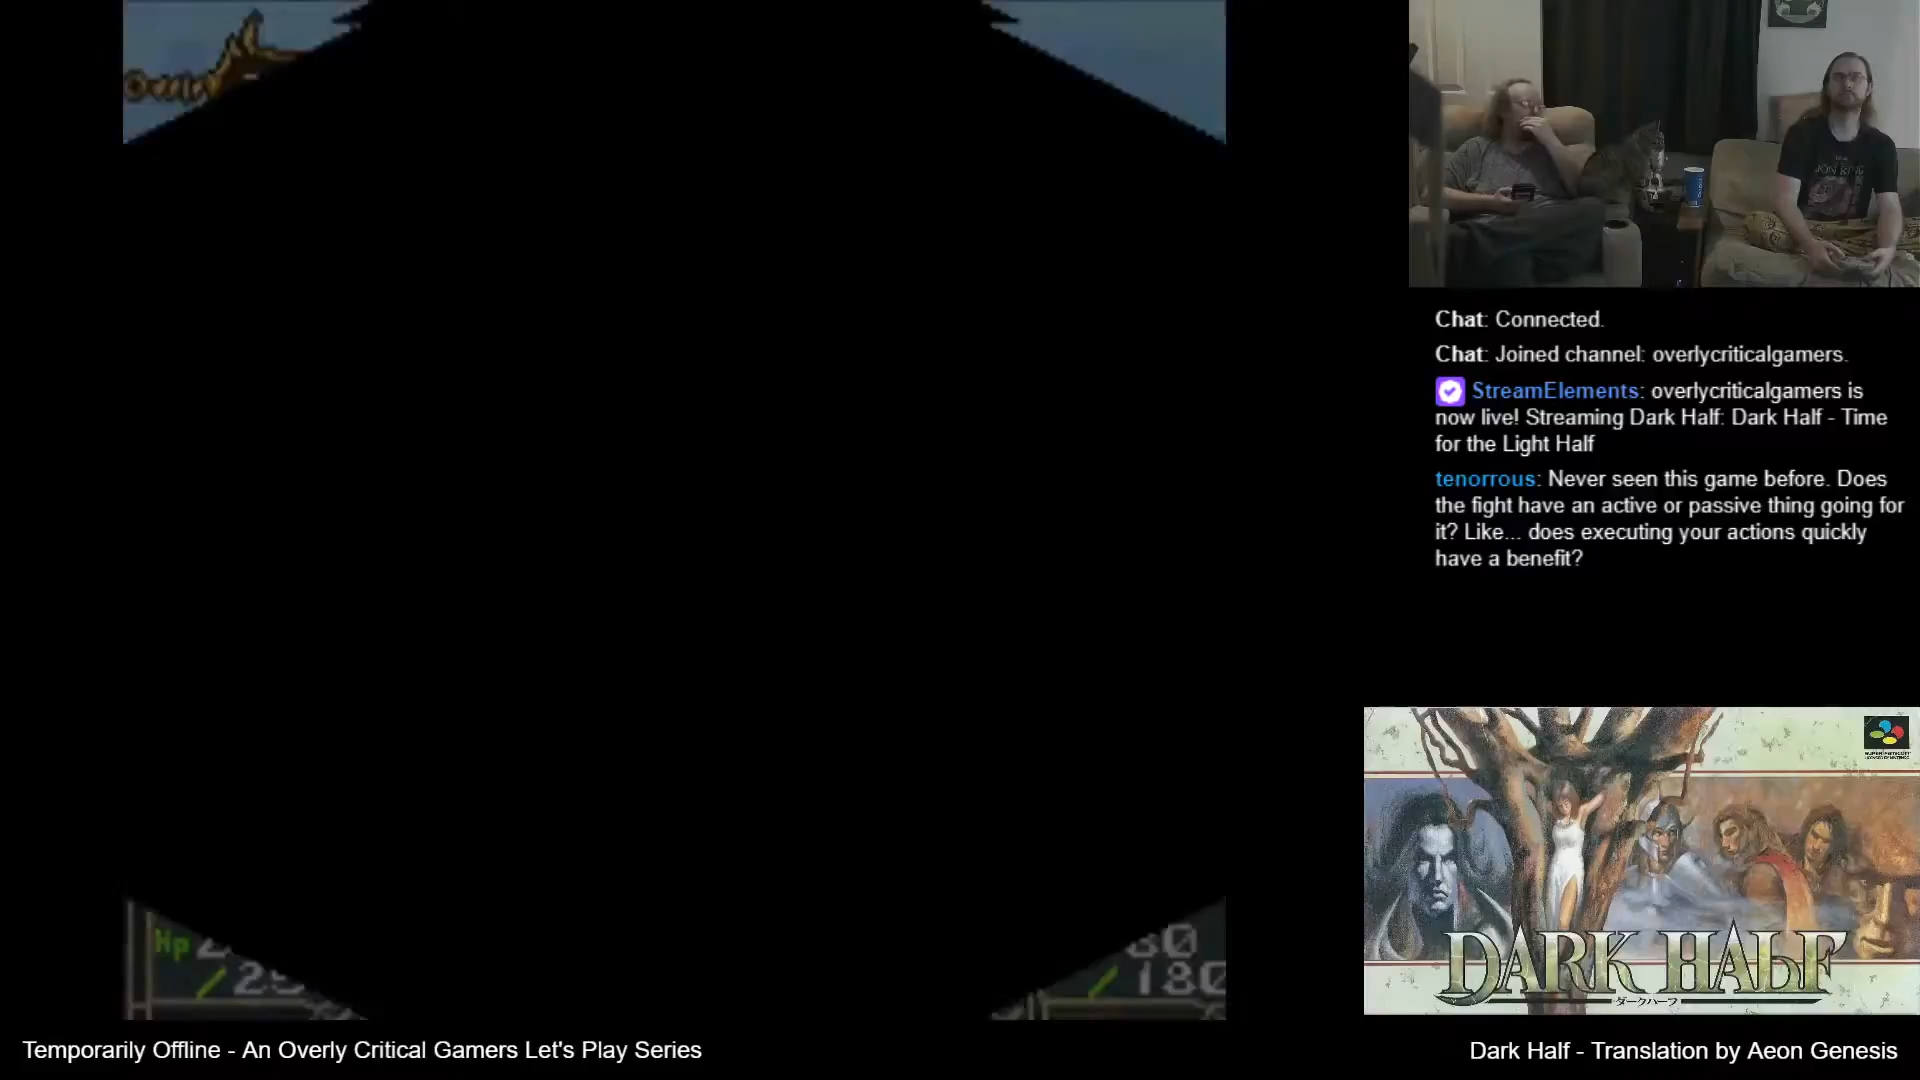 Chat: Connected.
Chat: Joined channel: overlycriticalgamers.
StreamElements: overlycriticalgamers is
now live! Streaming Dark Half: Dark Half - Time
for the Light Half
tenorrous: Never seen this game before. Does
the fight have an active or passive thing going for
it? Like... does executing your actions quickly
have a benefit?
Hp
180
DARK HALF
ダークハーフ
Temporarily Offline - An Overly Critical Gamers Let's Play Series
Dark Half - Translation by Aeon Genesis